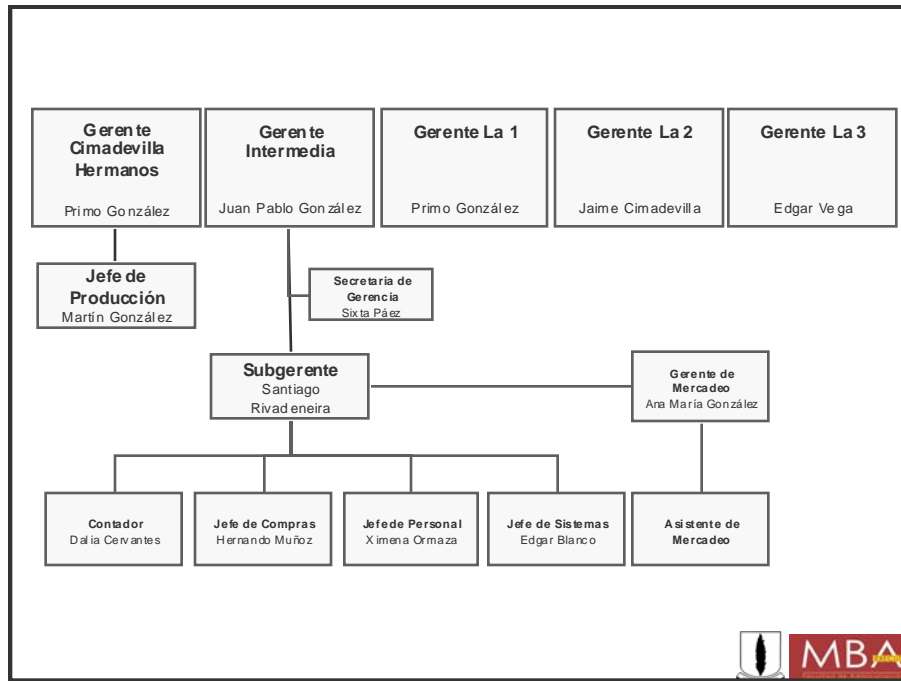 Gerente
Cimadevilla
Hermanos
Primo González
Gerente
Intermedia
Juan Pablo González
Gerente La 1
Primo González
Gerente La 2
Jaime Cimadevilla
Gerente La 3
Edgar Vega
Jefe de
Producción
Martín González
Secretaria de
Gerencia
Sixta Páez
Subgerente
Santiago
Rivadeneira
Gerente de
Mercadeo
Ana María González
Contador
Dalia Cervantes
Jefe de Compras
Hernando Muñoz
Jefe de Personal
Ximena Ormaza
Jefe de Sistemas
Edgar Blanco
Asistente de
Mercadeo
MBA